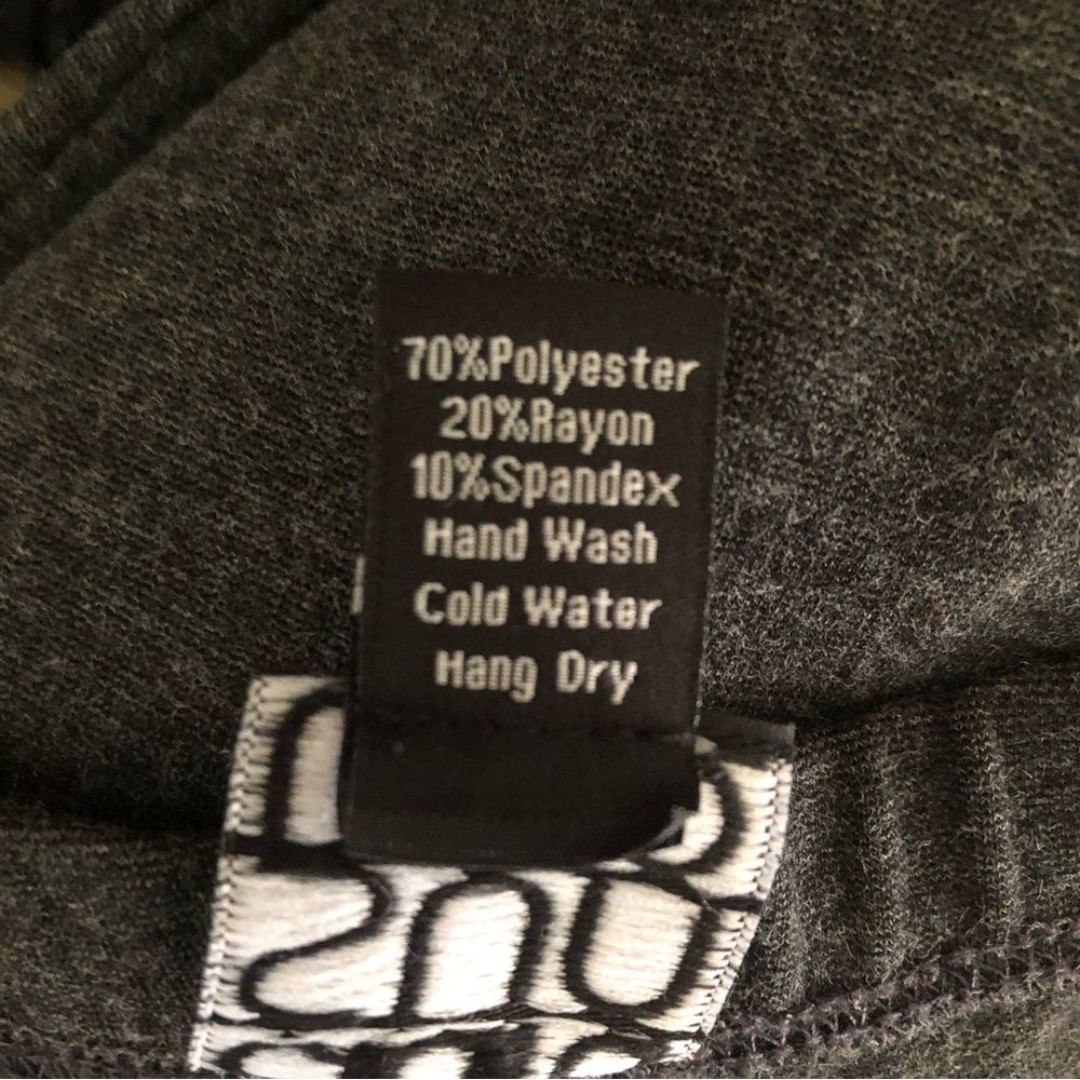 70%Polyester
20%Rayon
10%Spandex
Hand Wash
Cold Water
Hang Dry